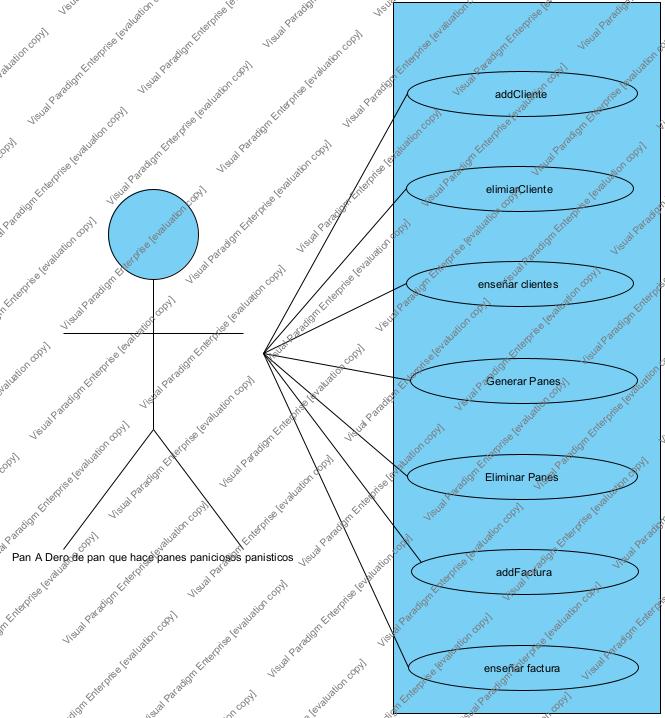 addCliente
elimiarCliente
enseñar clientes
Generar Panes
Eliminar Panes
addFactura
enseñar factura
Pan A Dero de pan que hace panes paniciosos panisticos
Visual Paradigm Enterprise [evaluation copy]